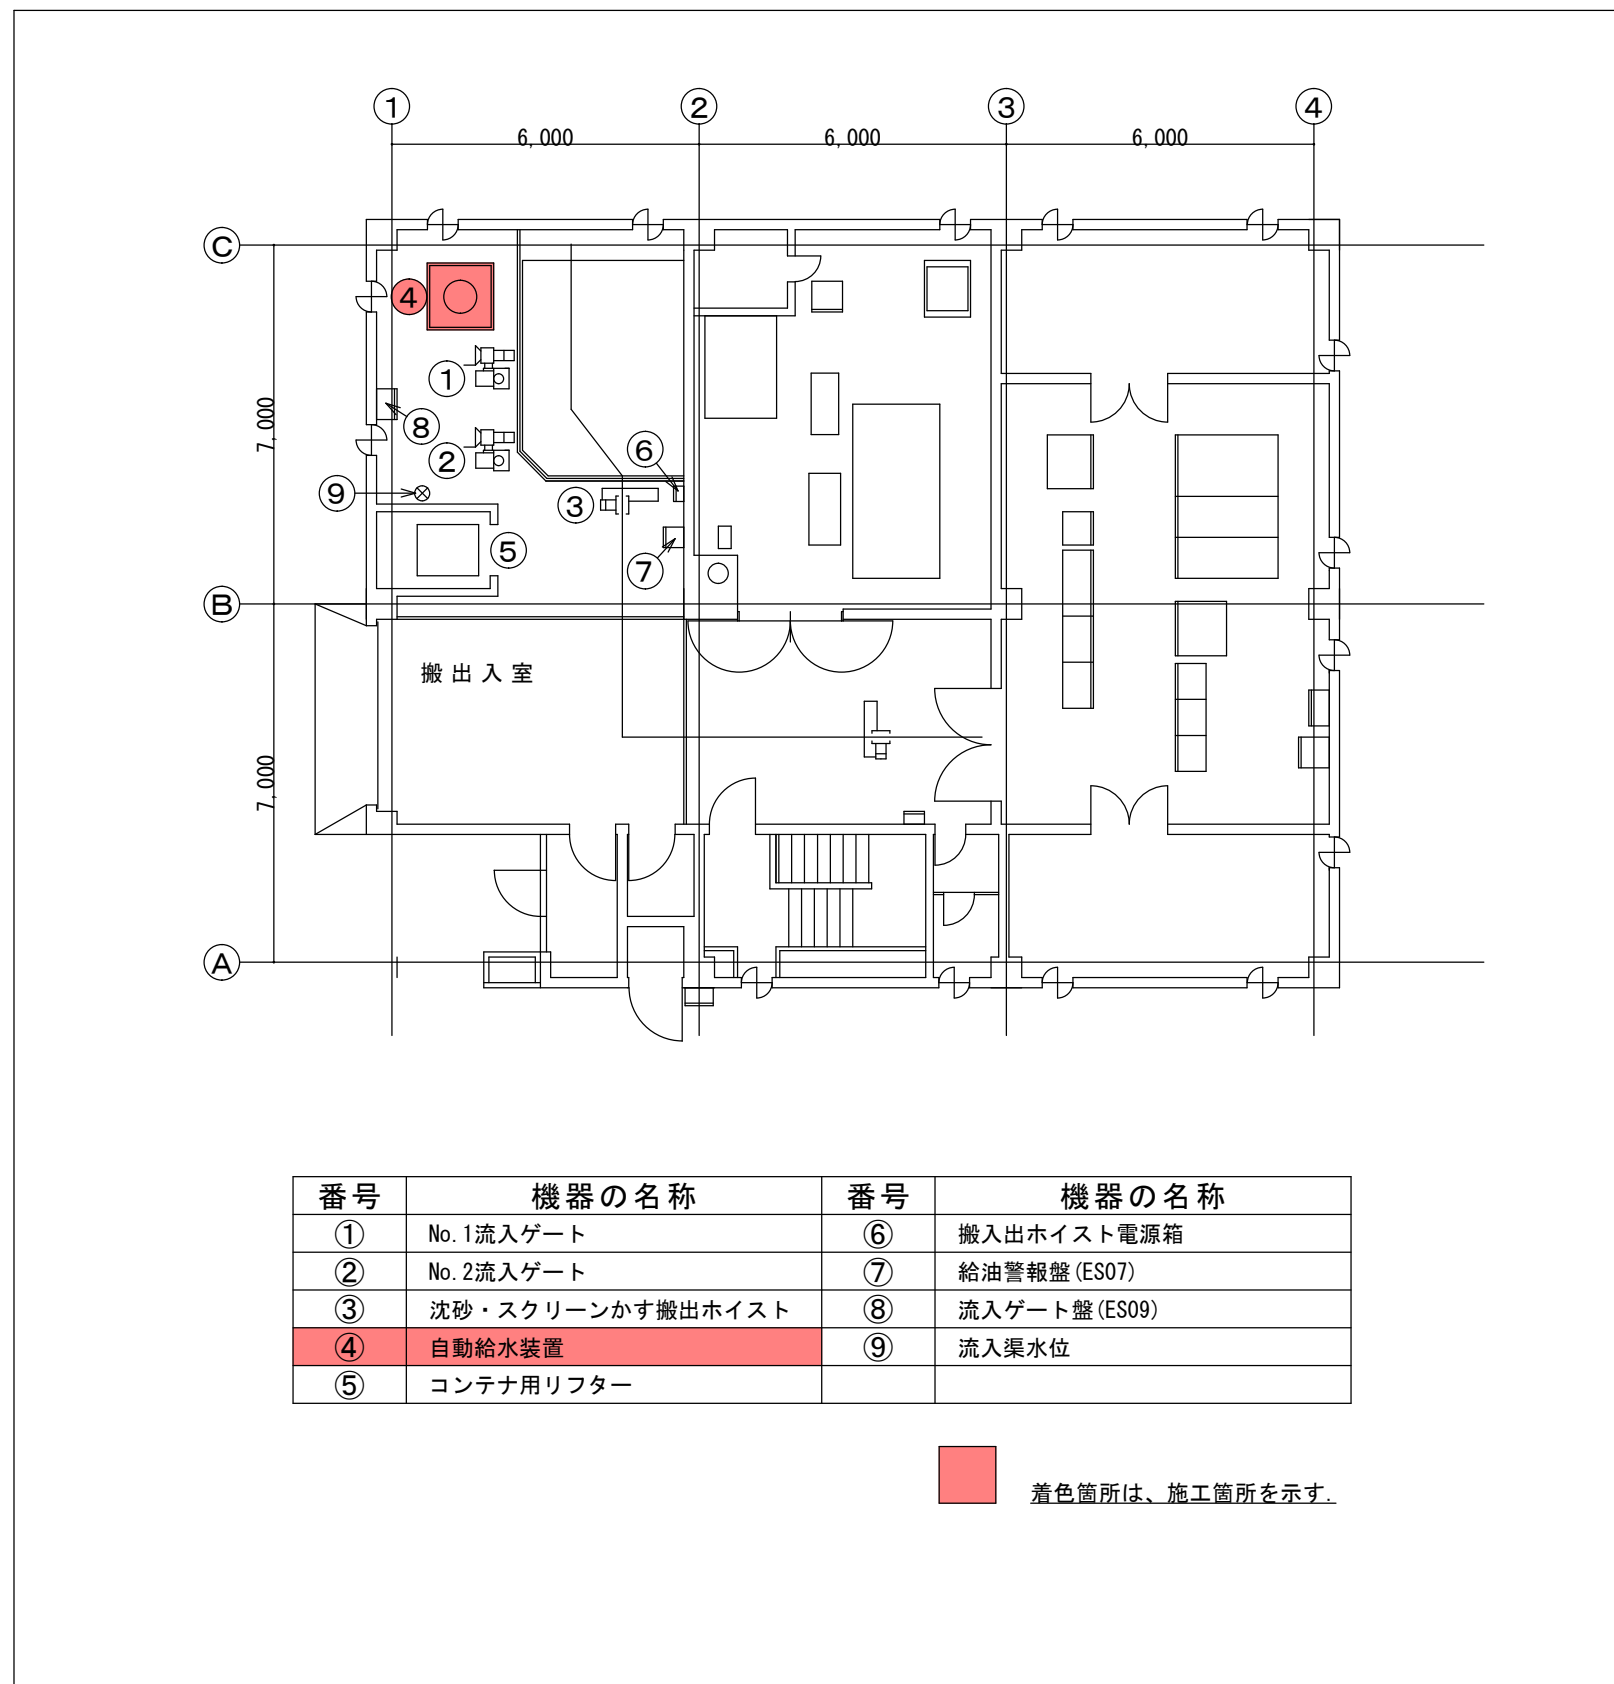 ① ② ③ ④
6,000 6,000 6,000
C
④
①
7,000
⑧
②
⑥
⑨
③
⑤
⑦
B
搬出入室
7,000
A
番号 機器の名称 番号 機器の名称
① No.1流入ゲート ⑥ 搬入出ホイスト電源箱
② No.2流入ゲート ⑦ 給油警報盤(ES07)
③ 沈砂・スクリーンかす搬出ホイスト ⑧ 流入ゲート盤(ES09)
④ 自動給水装置 ⑨ 流入渠水位
⑤ コンテナ用リフター
着色箇所は、施工箇所を示す.